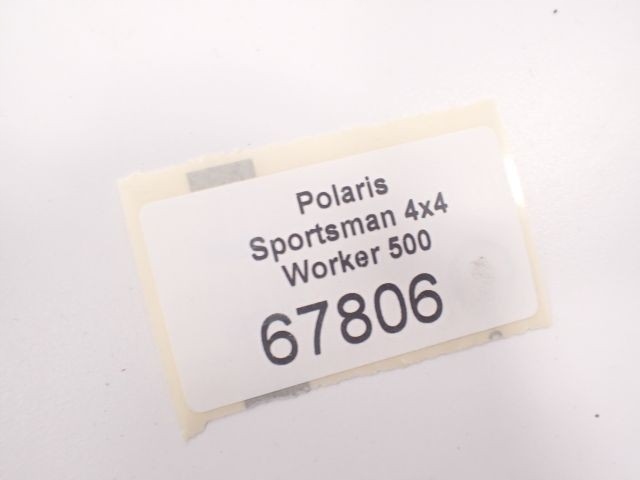 Polaris
Sportsman 4x4
Worker 500
67806